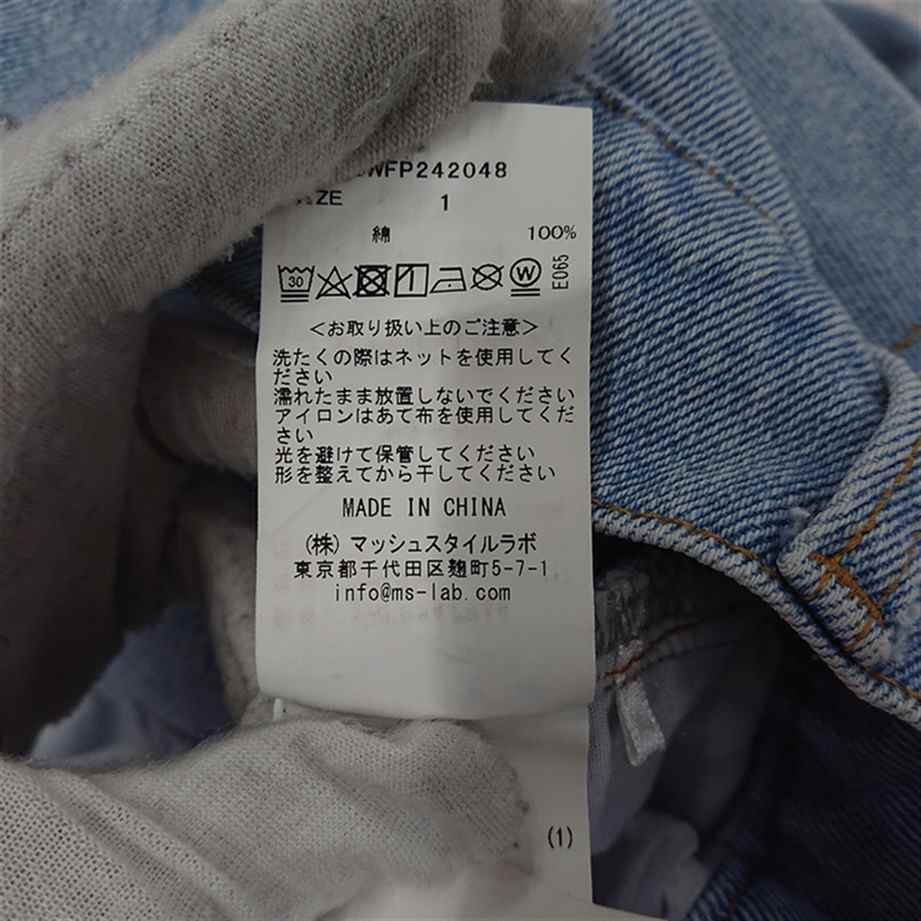 WFP242048
ZE 1
綿 100%
30 W E065
<お取り扱い上のご注意>
洗たくの際はネットを使用してく
ださい
濡れたまま放置しないでください
アイロンはあて布を使用してくだ
さい
光を避けて保管してください
形を整えてから干してください
MADE IN CHINA
(株) マッシュスタイルラボ
東京都千代田区麹町5-7-1
info@ms-lab.com
(1)